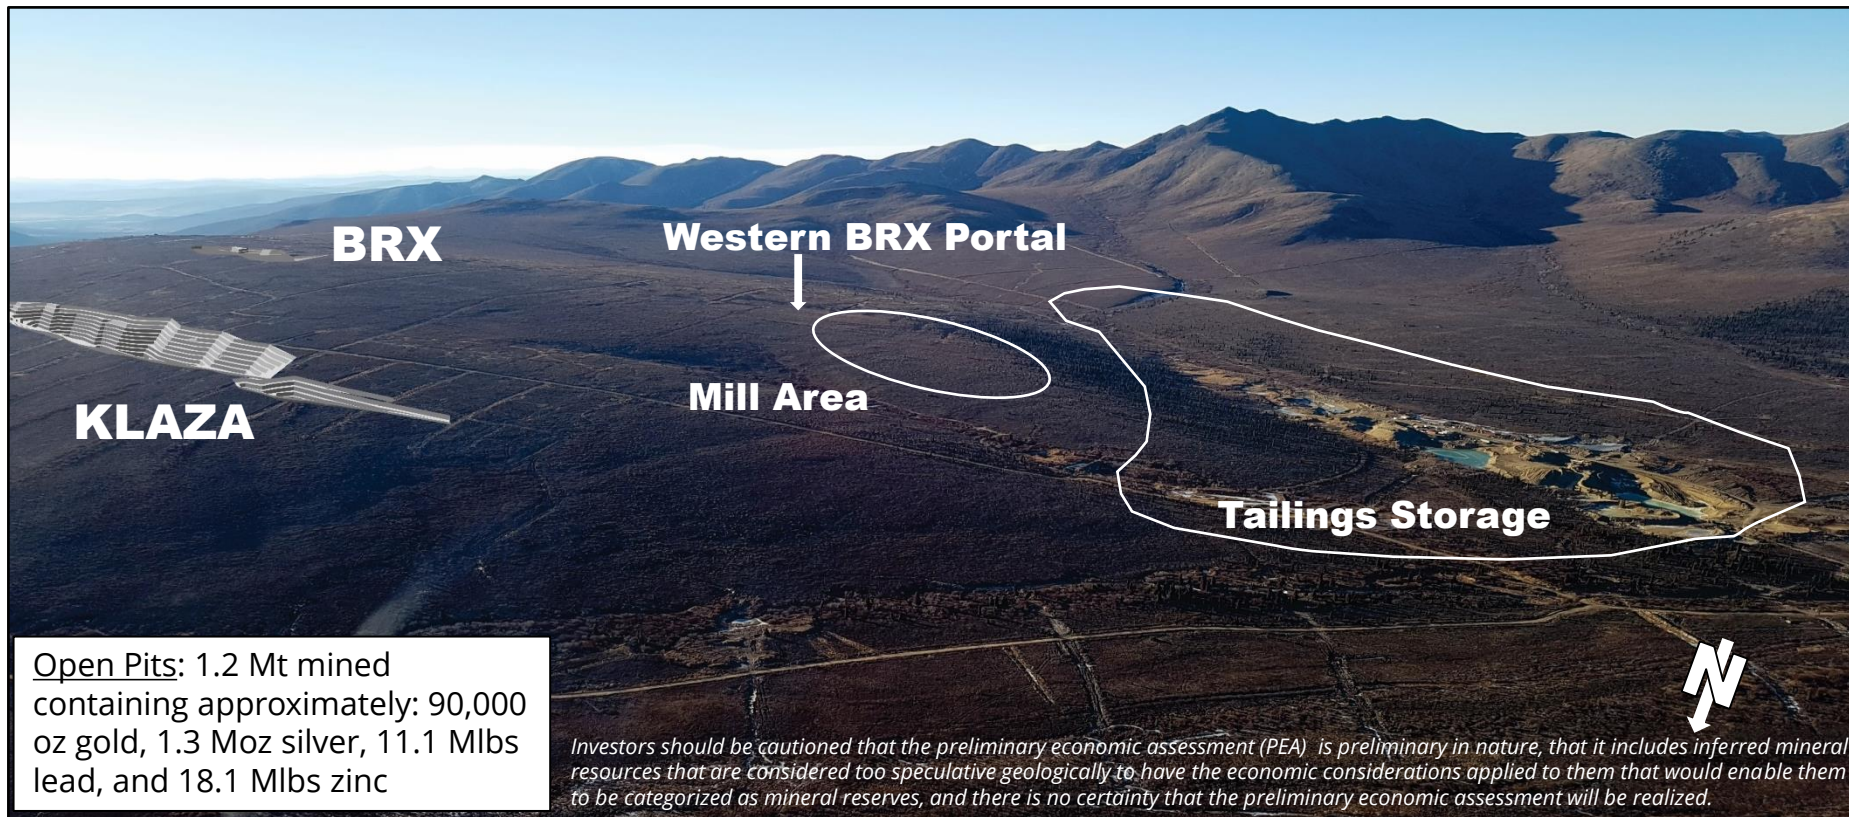 BRX
Western BRX Portal
KLAZA
Mill Area
Tailings Storage
N
Open Pits: 1.2 Mt mined
containing approximately: 90,000
oz gold, 1.3 Moz silver, 11.1 Mlbs
lead, and 18.1 Mlbs zinc
Investors should be cautioned that the preliminary economic assessment (PEA)  is preliminary in nature, that it includes inferred mineral
resources that are considered too speculative geologically to have the economic considerations applied to them that would enable them
to be categorized as mineral reserves, and there is no certainty that the preliminary economic assessment will be realized.